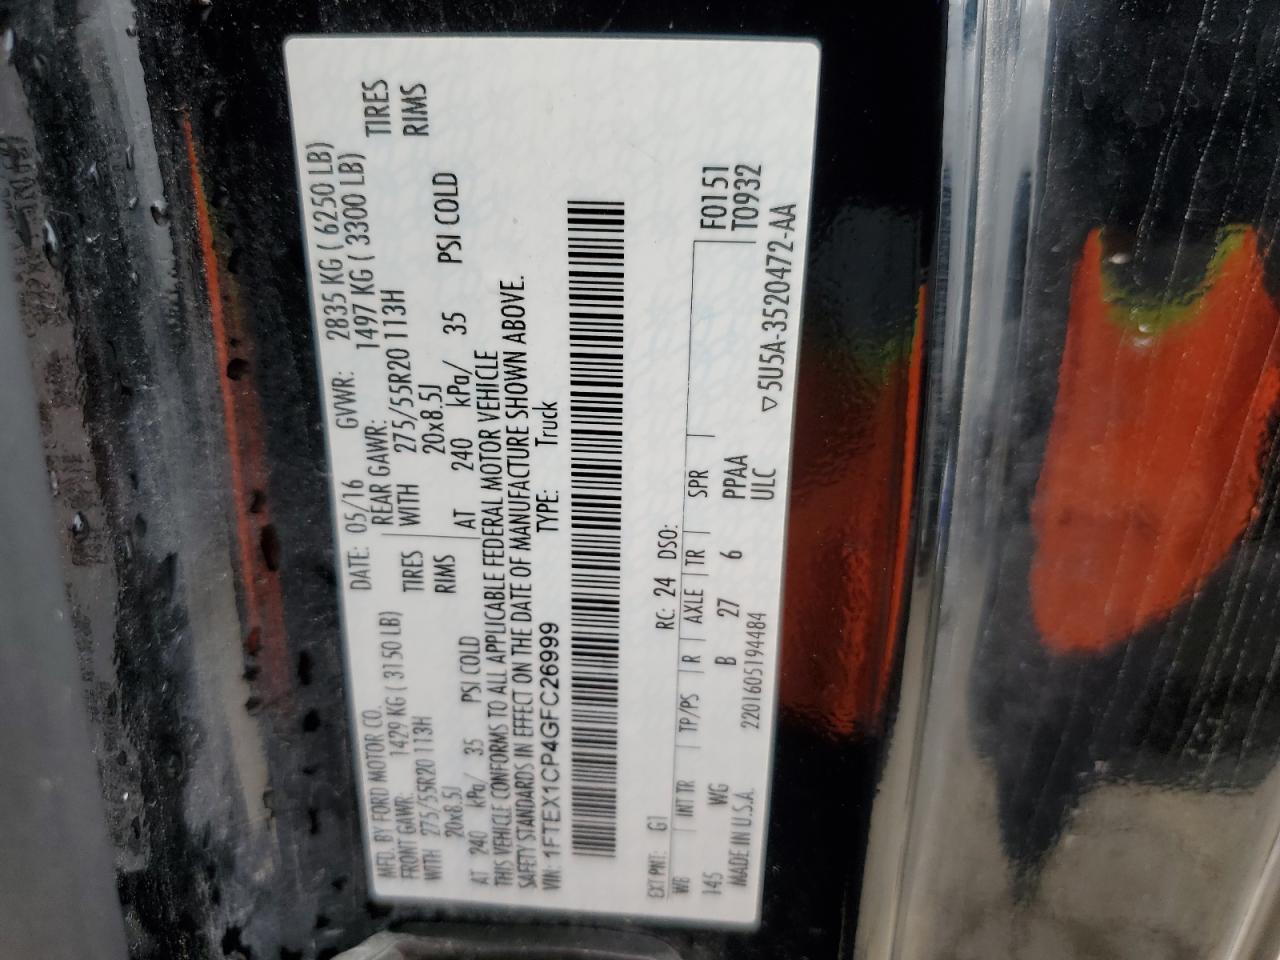 MFD. BY FORD MOTOR CO.
DATE: 05/16 GVWR: 2835 KG ( 6250 LB)
FRONT GAWR: 1429 KG ( 3150 LB) REAR GAWR: 1497 KG ( 3300 LB)
WITH 275/55R20 113H TIRES WITH 275/55R20 113H TIRES
20x8.5J RIMS 20x8.5J RIMS
AT 240 kPa/ 35 PSI COLD AT 240 kPa/ 35 PSI COLD
THIS VEHICLE CONFORMS TO ALL APPLICABLE FEDERAL MOTOR VEHICLE
SAFETY STANDARDS IN EFFECT ON THE DATE OF MANUFACTURE SHOWN ABOVE.
VIN: 1FTEX1CP4GFC26999 TYPE: Truck
EXT PNT: G1 RC: 24 DSO:
WB INT TR TP/PS R AXLE TR SPR F0151
145 WG B 27 6 PPAA T0932
MADE IN U.S.A. 2201605194484 ULC
▽ 5U5A-3520472-AA